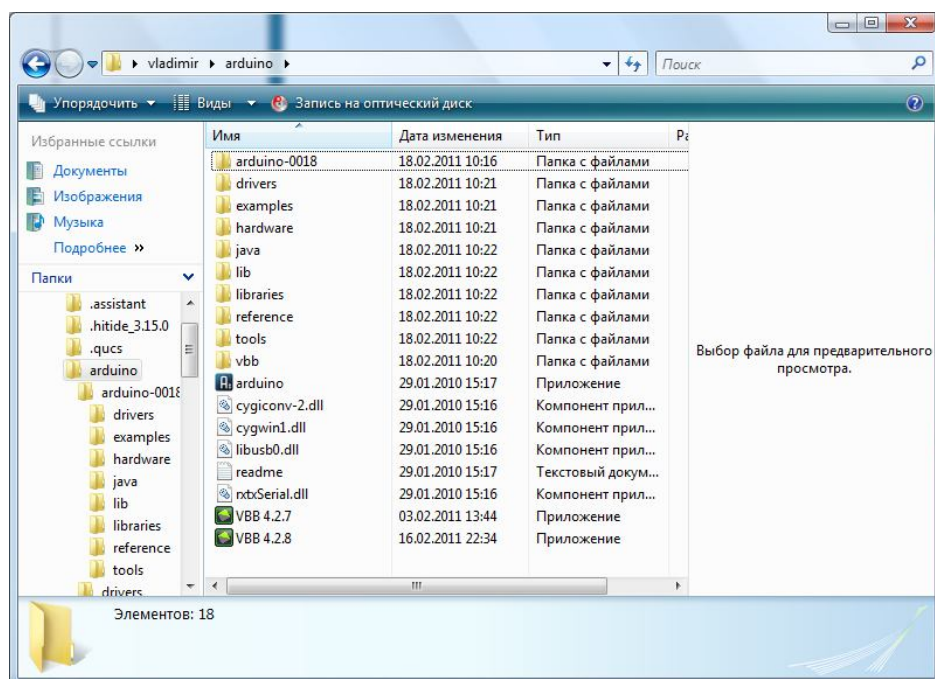 vladimir arduino
Поиск
Упорядочить Виды Запись на оптический диск
Избранные ссылки
Документы
Изображения
Музыка
Подробнее »
Папки
.assistant
.hitide_3.15.0
.qucs
arduino
arduino-0018
drivers
examples
hardware
java
lib
libraries
reference
tools
drivers
Имя Дата изменения Тип Ра
arduino-0018 18.02.2011 10:16 Папка с файлами
drivers 18.02.2011 10:21 Папка с файлами
examples 18.02.2011 10:21 Папка с файлами
hardware 18.02.2011 10:21 Папка с файлами
java 18.02.2011 10:22 Папка с файлами
lib 18.02.2011 10:22 Папка с файлами
libraries 18.02.2011 10:22 Папка с файлами
reference 18.02.2011 10:22 Папка с файлами
tools 18.02.2011 10:22 Папка с файлами
vbb 18.02.2011 10:20 Папка с файлами
arduino 29.01.2010 15:17 Приложение
cygiconv-2.dll 29.01.2010 15:16 Компонент прил...
cygwin1.dll 29.01.2010 15:16 Компонент прил...
libusb0.dll 29.01.2010 15:16 Компонент прил...
readme 29.01.2010 15:17 Текстовый докум...
rxtxSerial.dll 29.01.2010 15:16 Компонент прил...
VBB 4.2.7 03.02.2011 13:44 Приложение
VBB 4.2.8 16.02.2011 22:34 Приложение
Выбор файла для предварительного
просмотра.
Элементов: 18